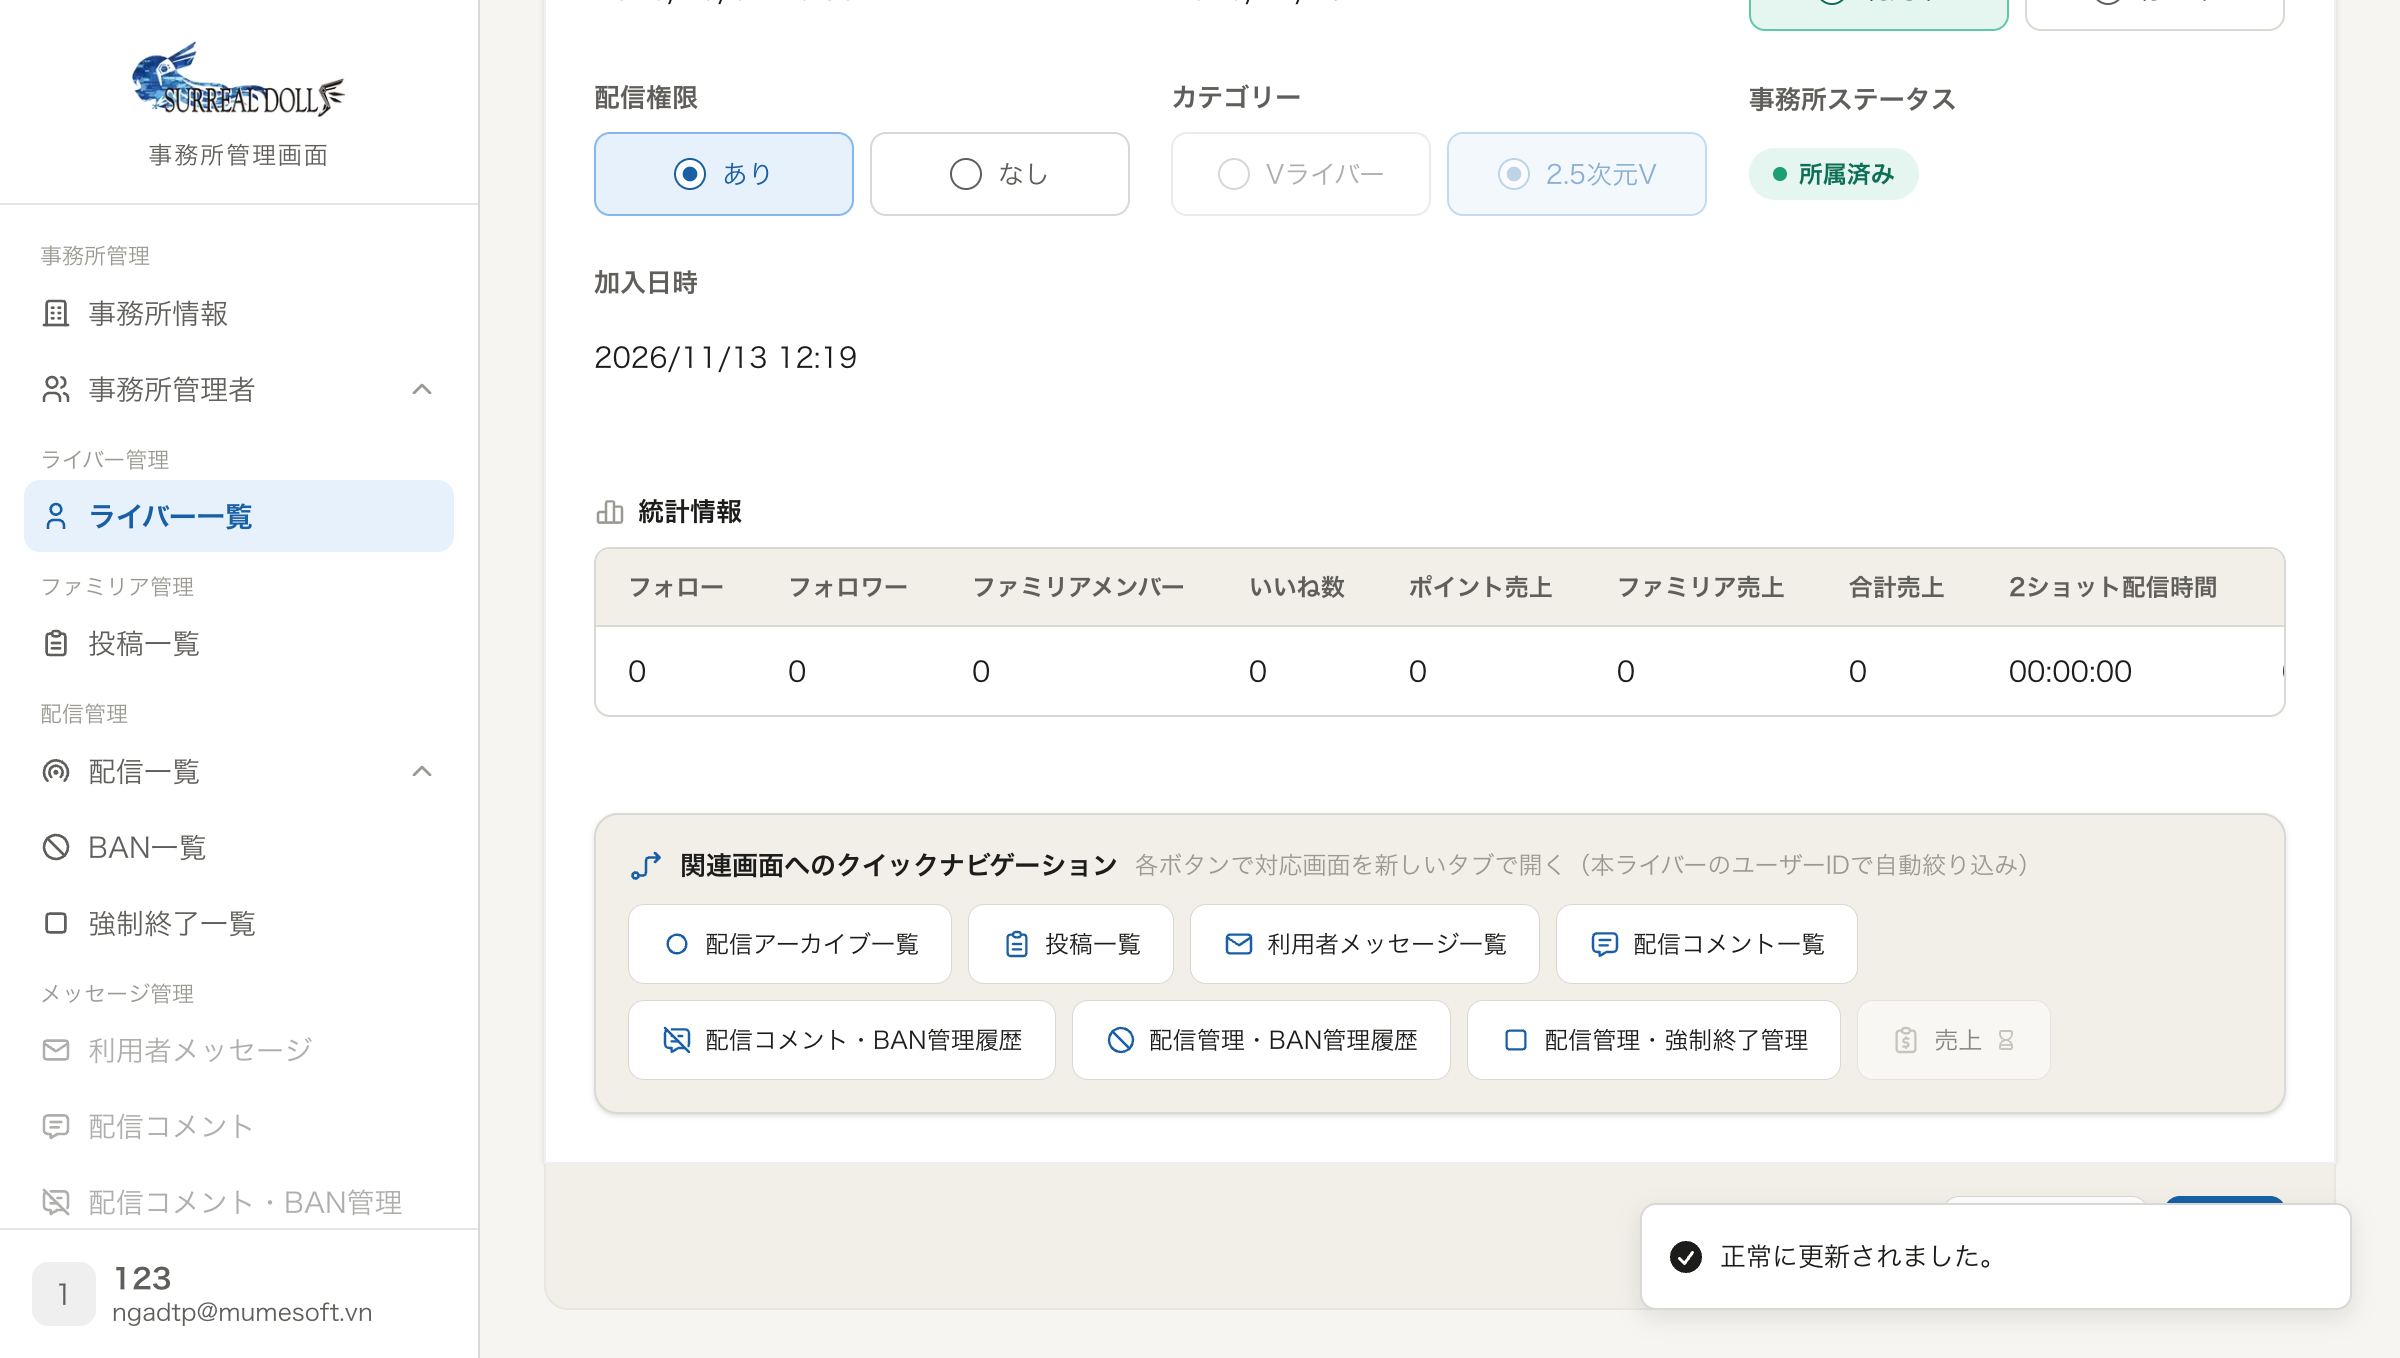 SURREAL DOLL
事務所管理画面
事務所管理
事務所情報
事務所管理者
ライバー管理
ライバー一覧
ファミリア管理
投稿一覧
配信管理
配信一覧
BAN一覧
強制終了一覧
メッセージ管理
利用者メッセージ
配信コメント
配信コメント・BAN管理
1
123
ngadtp@mumesoft.vn
配信権限
あり
なし
カテゴリー
Vライバー
2.5次元V
事務所ステータス
所属済み
加入日時
2026/11/13 12:19
統計情報
フォロー フォロワー ファミリアメンバー いいね数 ポイント売上 ファミリア売上 合計売上 2ショット配信時間
0 0 0 0 0 0 0 00:00:00
関連画面へのクイックナビゲーション 各ボタンで対応画面を新しいタブで開く（本ライバーのユーザーIDで自動絞り込み）
配信アーカイブ一覧 投稿一覧 利用者メッセージ一覧 配信コメント一覧
配信コメント・BAN管理履歴 配信管理・BAN管理履歴 配信管理・強制終了管理 売上
正常に更新されました。